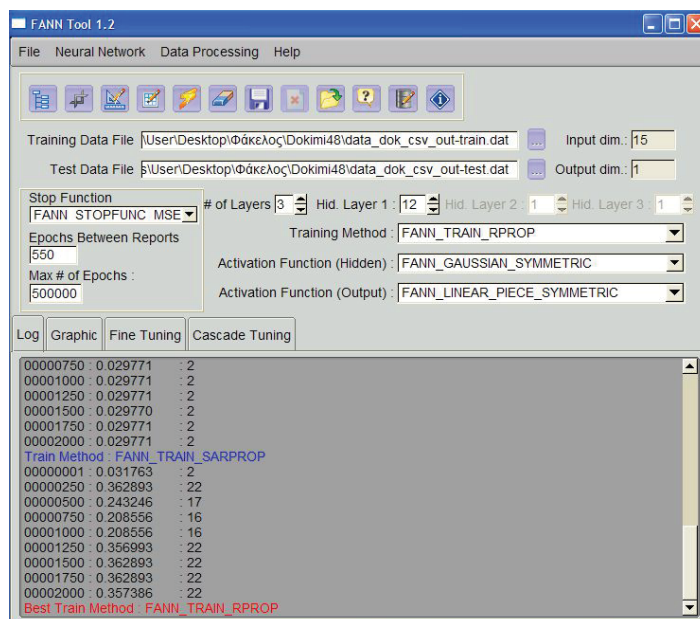 FANN Tool 1.2
File Neural Network Data Processing Help
Training Data File \User\Desktop\Φάκελος\Dokimi48\data_dok_csv_out-train.dat ... Input dim.: 15
Test Data File s\User\Desktop\Φάκελος\Dokimi48\data_dok_csv_out-test.dat ... Output dim.: 1
Stop Function
FANN_STOPFUNC_MSE
# of Layers 3 Hid. Layer 1 : 12 Hid. Layer 2 : 1 Hid. Layer 3 : 1
Epochs Between Reports
550
Training Method : FANN_TRAIN_RPROP
Max # of Epochs :
500000
Activation Function (Hidden) : FANN_GAUSSIAN_SYMMETRIC
Activation Function (Output) : FANN_LINEAR_PIECE_SYMMETRIC
Log Graphic Fine Tuning Cascade Tuning
00000750 : 0.029771 : 2
00001000 : 0.029771 : 2
00001250 : 0.029771 : 2
00001500 : 0.029770 : 2
00001750 : 0.029771 : 2
00002000 : 0.029771 : 2
Train Method : FANN_TRAIN_SARPROP
00000001 : 0.031763 : 2
00000250 : 0.362893 : 22
00000500 : 0.243246 : 17
00000750 : 0.208556 : 16
00001000 : 0.208556 : 16
00001250 : 0.356993 : 22
00001500 : 0.362893 : 22
00001750 : 0.362893 : 22
00002000 : 0.357386 : 22
Best Train Method : FANN_TRAIN_RPROP